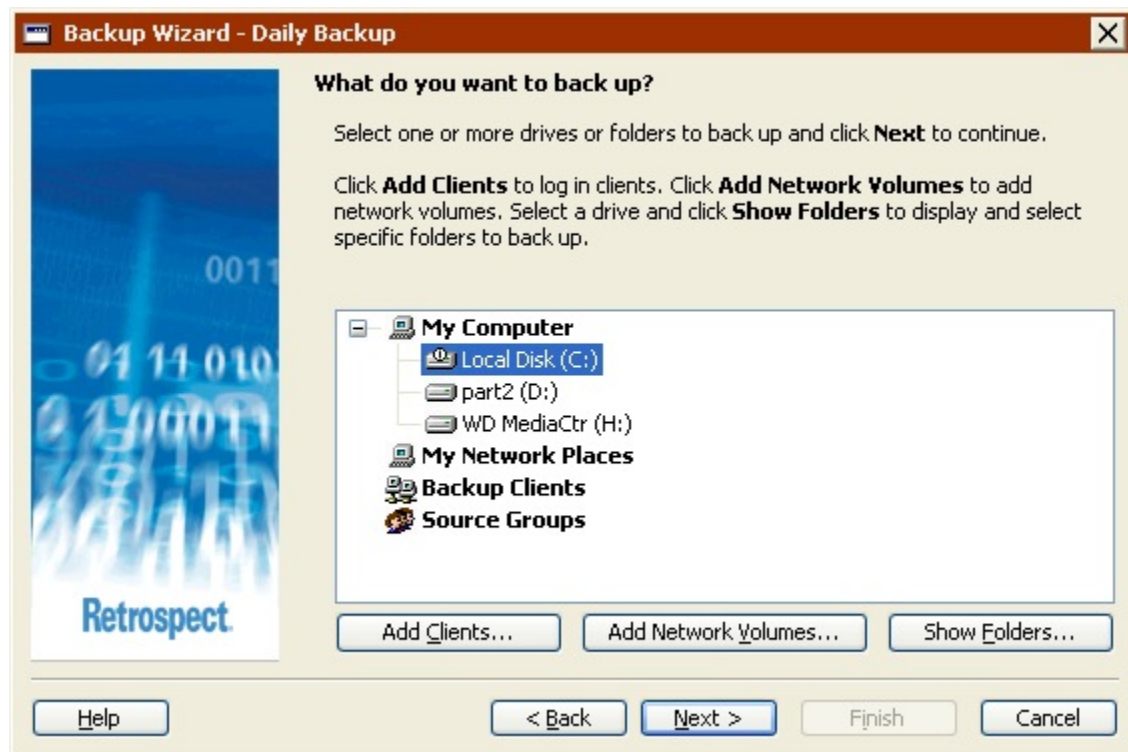 Backup Wizard - Daily Backup
What do you want to back up?
Select one or more drives or folders to back up and click Next to continue.
Click Add Clients to log in clients. Click Add Network Volumes to add
network volumes. Select a drive and click Show Folders to display and select
specific folders to back up.
0011
01 11 010
0 1 00011
My Computer
Local Disk (C:)
part2 (D:)
WD MediaCtr (H:)
My Network Places
Backup Clients
Source Groups
Retrospect.
Add Clients...
Add Network Volumes...
Show Folders...
Help
< Back
Next >
Finish
Cancel